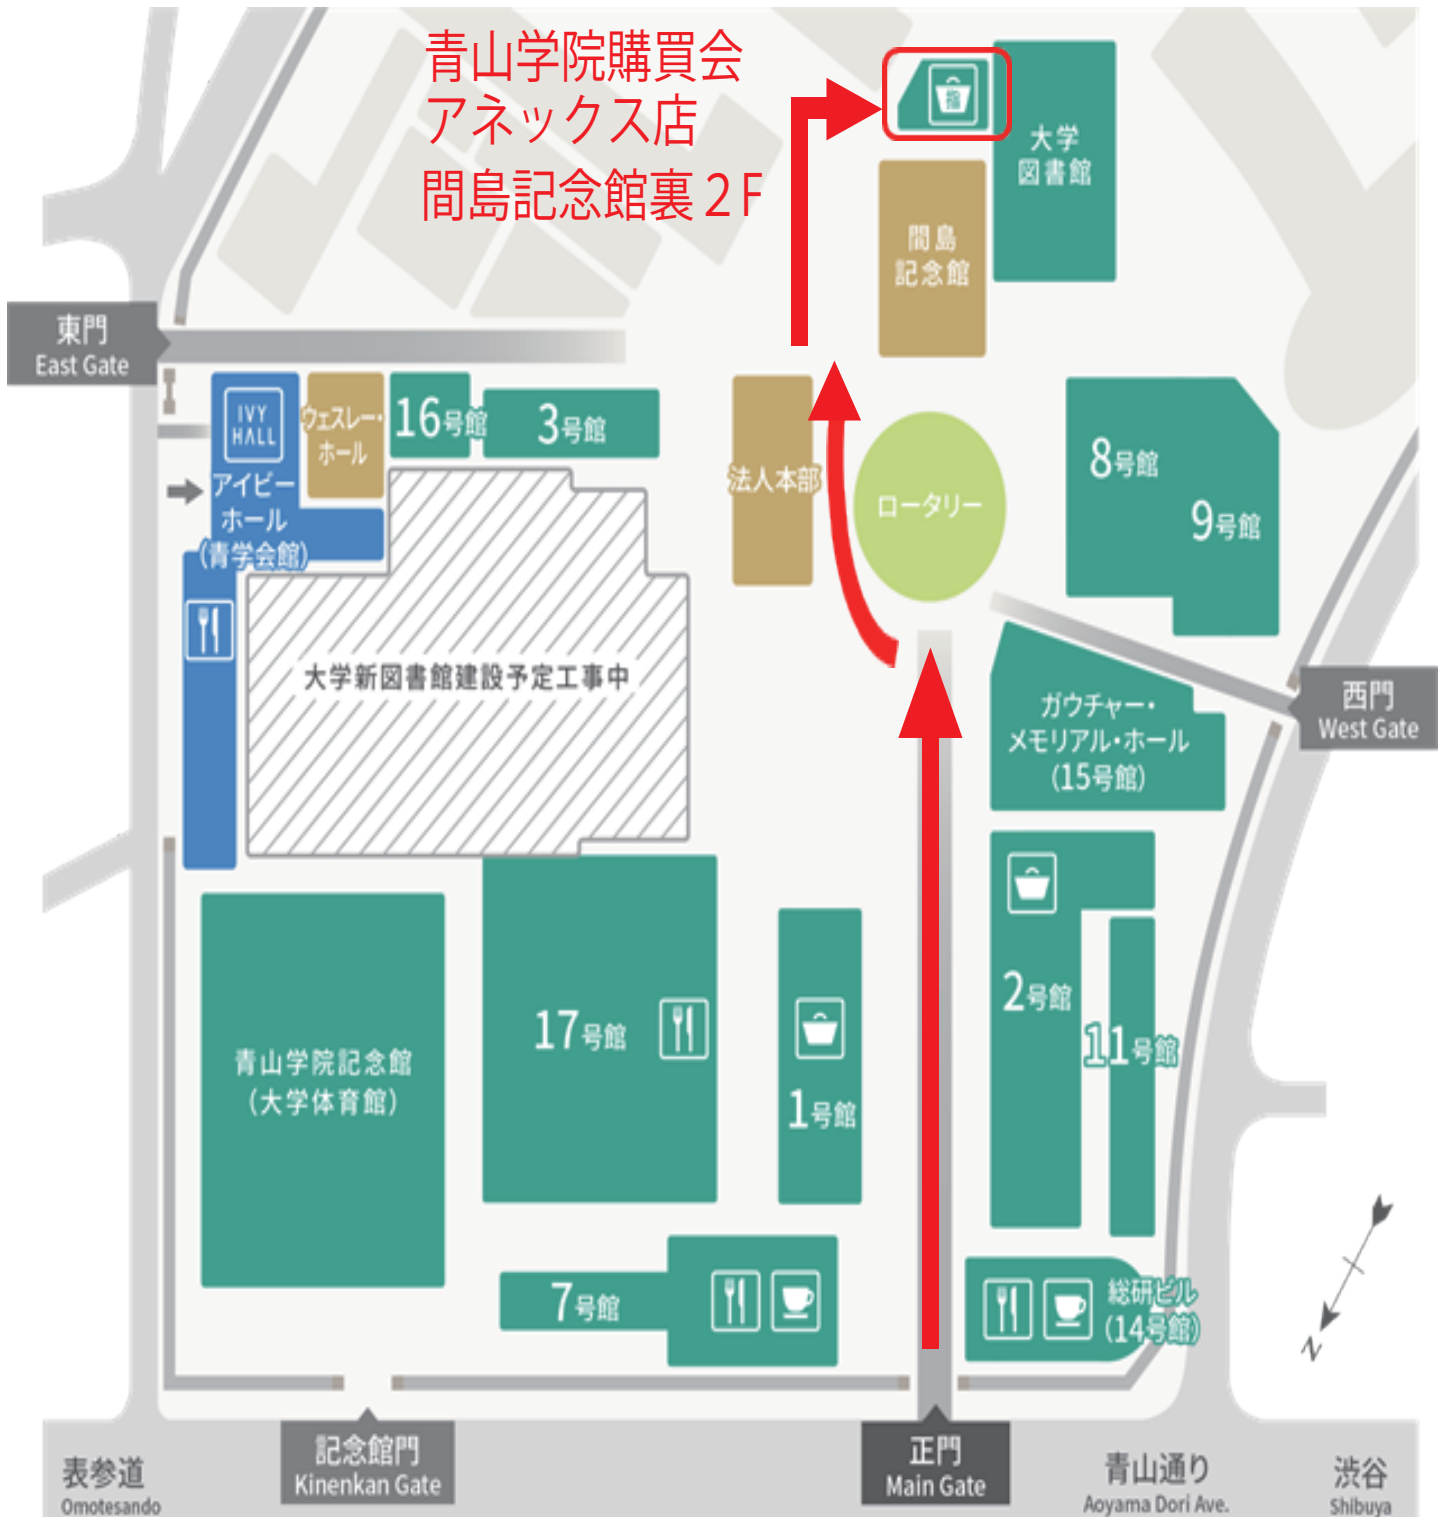 青山学院購買会
アネックス店
間島記念館裏２Ｆ
指
大学
図書館
間島
記念館
東門
East Gate
IVY
HALL
アイビー
ホール
(青学会館)
ウェスレー・
ホール
16号館
3号館
法人本部
ロータリー
8号館
9号館
大学新図書館建設予定工事中
ガウチャー・
メモリアル・ホール
(15号館)
西門
West Gate
2号館
11号館
17号館
1号館
青山学院記念館
(大学体育館)
7号館
総研ビル
(14号館)
N
記念館門
Kinenkan Gate
正門
Main Gate
表参道
Omotesando
青山通り
Aoyama Dori Ave.
渋谷
Shibuya